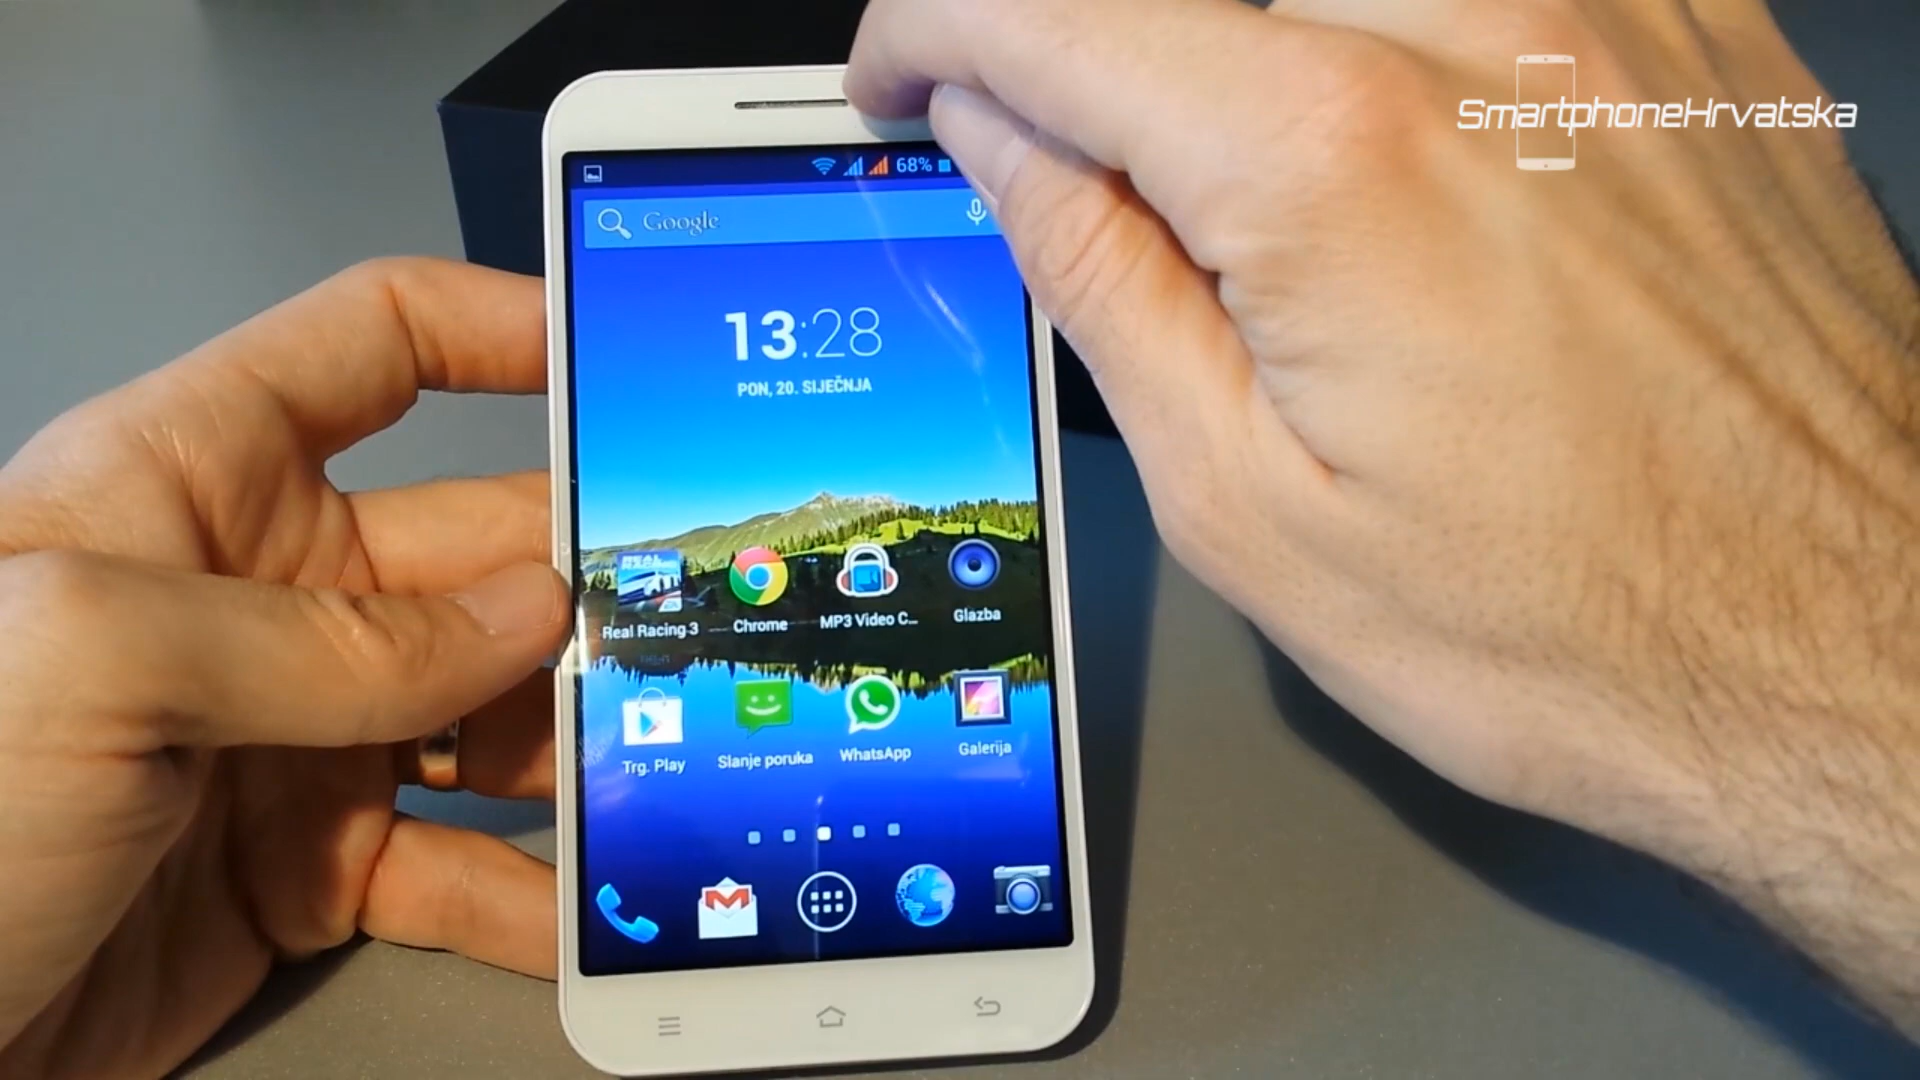 SmartphoneHrvatska
68%
Google
13:28
PON, 20. SIJEČNJA
REAL
Real Racing 3
Chrome
MP3 Video C...
Glazba
Trg. Play
Slanje poruka
WhatsApp
Galerija